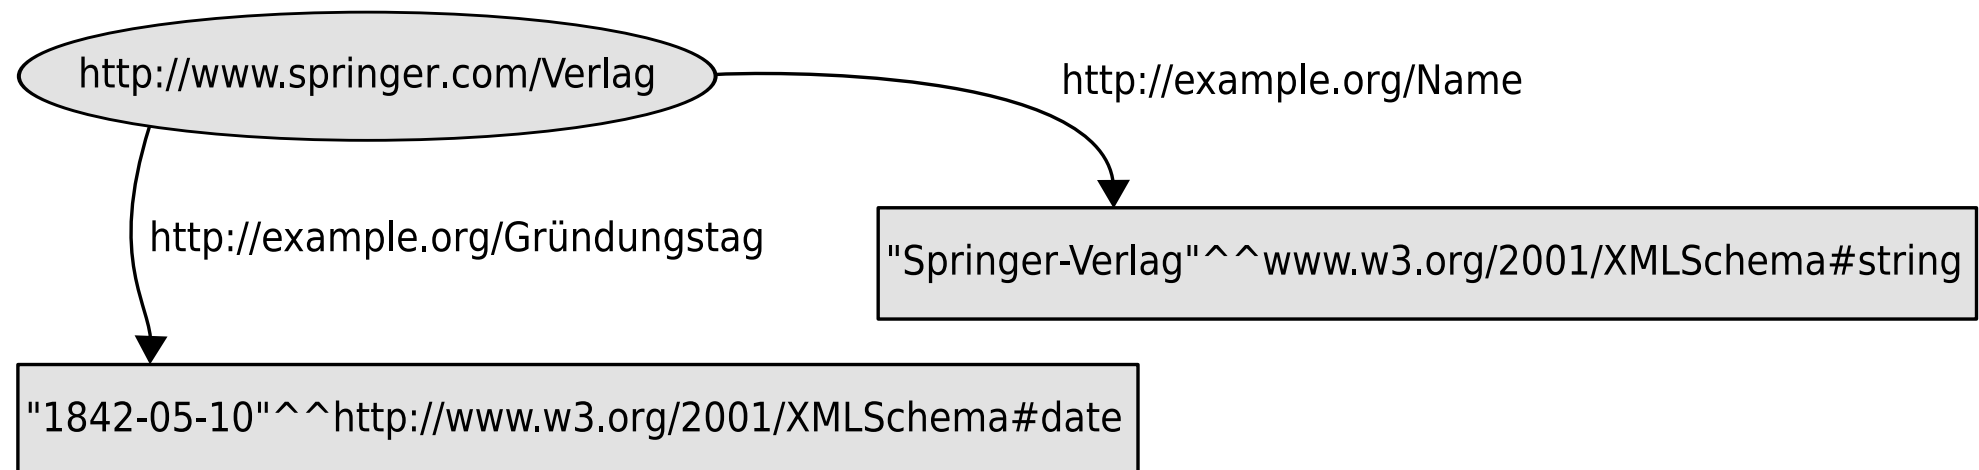 http://www.springer.com/Verlag
http://example.org/Name
http://example.org/Gründungstag
"Springer-Verlag"^^www.w3.org/2001/XMLSchema#string
"1842-05-10"^^http://www.w3.org/2001/XMLSchema#date